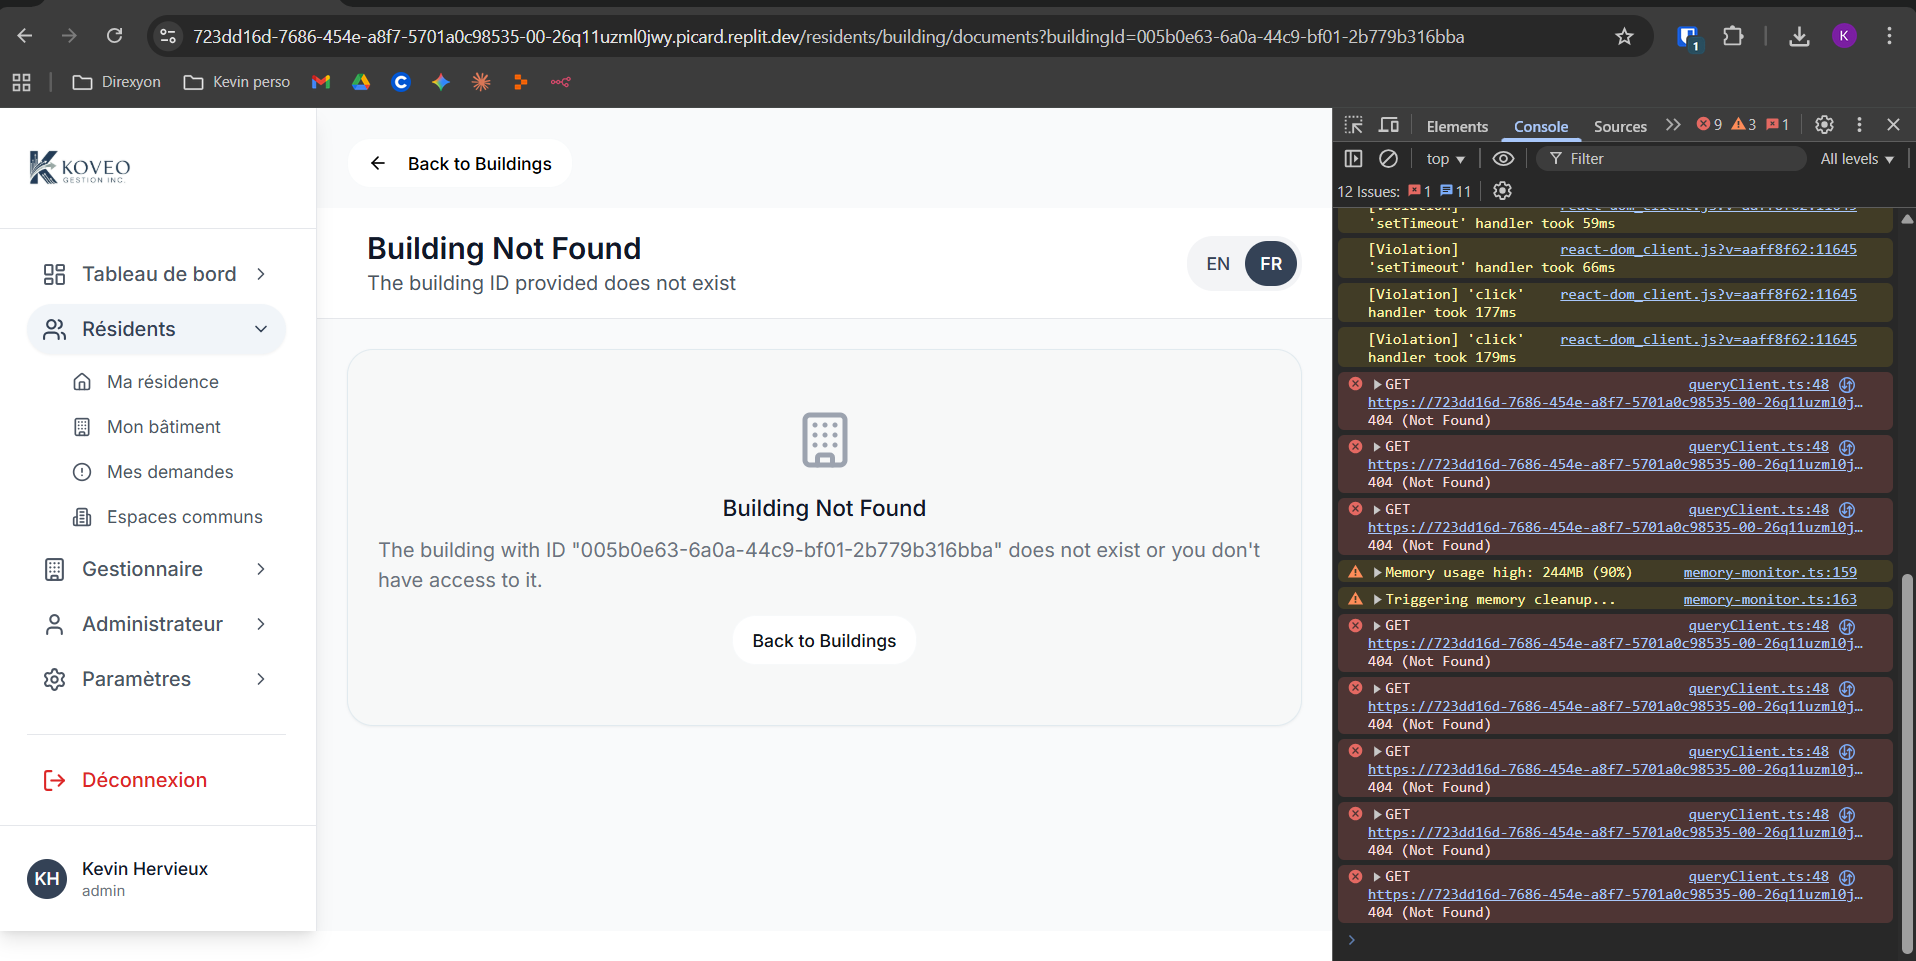 723dd16d-7686-454e-a8f7-5701a0c98535-00-26q11uzml0jwy.picard.replit.dev/residents/building/documents?buildingId=005b0e63-6a0a-44c9-bf01-2b779b316bba
1
K
Direxyon
Kevin perso
KOVEO
GESTION INC.
Tableau de bord
Résidents
Ma résidence
Mon bâtiment
Mes demandes
Espaces communs
Gestionnaire
Administrateur
Paramètres
Déconnexion
KH
Kevin Hervieux
admin
Back to Buildings
Building Not Found
The building ID provided does not exist
EN FR
Building Not Found
The building with ID "005b0e63-6a0a-44c9-bf01-2b779b316bba" does not exist or you don't
have access to it.
Back to Buildings
Elements Console Sources 9 3 1
top Filter All levels
12 Issues: 1 11
[Violation] react-dom_client.js?v=aaff8f62:11645
'setTimeout' handler took 59ms
[Violation] react-dom_client.js?v=aaff8f62:11645
'setTimeout' handler took 66ms
[Violation] 'click' react-dom_client.js?v=aaff8f62:11645
handler took 177ms
[Violation] 'click' react-dom_client.js?v=aaff8f62:11645
handler took 179ms
GET queryClient.ts:48
https://723dd16d-7686-454e-a8f7-5701a0c98535-00-26q11uzml0j…
404 (Not Found)
GET queryClient.ts:48
https://723dd16d-7686-454e-a8f7-5701a0c98535-00-26q11uzml0j…
404 (Not Found)
GET queryClient.ts:48
https://723dd16d-7686-454e-a8f7-5701a0c98535-00-26q11uzml0j…
404 (Not Found)
Memory usage high: 244MB (90%) memory-monitor.ts:159
Triggering memory cleanup... memory-monitor.ts:163
GET queryClient.ts:48
https://723dd16d-7686-454e-a8f7-5701a0c98535-00-26q11uzml0j…
404 (Not Found)
GET queryClient.ts:48
https://723dd16d-7686-454e-a8f7-5701a0c98535-00-26q11uzml0j…
404 (Not Found)
GET queryClient.ts:48
https://723dd16d-7686-454e-a8f7-5701a0c98535-00-26q11uzml0j…
404 (Not Found)
GET queryClient.ts:48
https://723dd16d-7686-454e-a8f7-5701a0c98535-00-26q11uzml0j…
404 (Not Found)
GET queryClient.ts:48
https://723dd16d-7686-454e-a8f7-5701a0c98535-00-26q11uzml0j…
404 (Not Found)